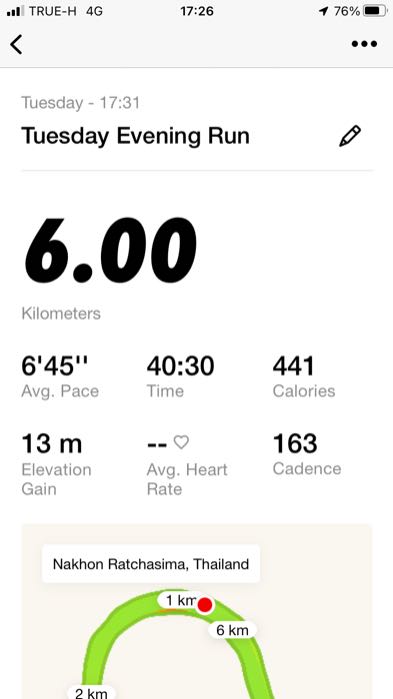 TRUE-H 4G 17:26 76%
Tuesday - 17:31
Tuesday Evening Run
6.00
Kilometers
6'45'' 40:30 441
Avg. Pace Time Calories
13 m -- 163
Elevation Gain Avg. Heart Rate Cadence
Nakhon Ratchasima, Thailand
1 km
6 km
2 km